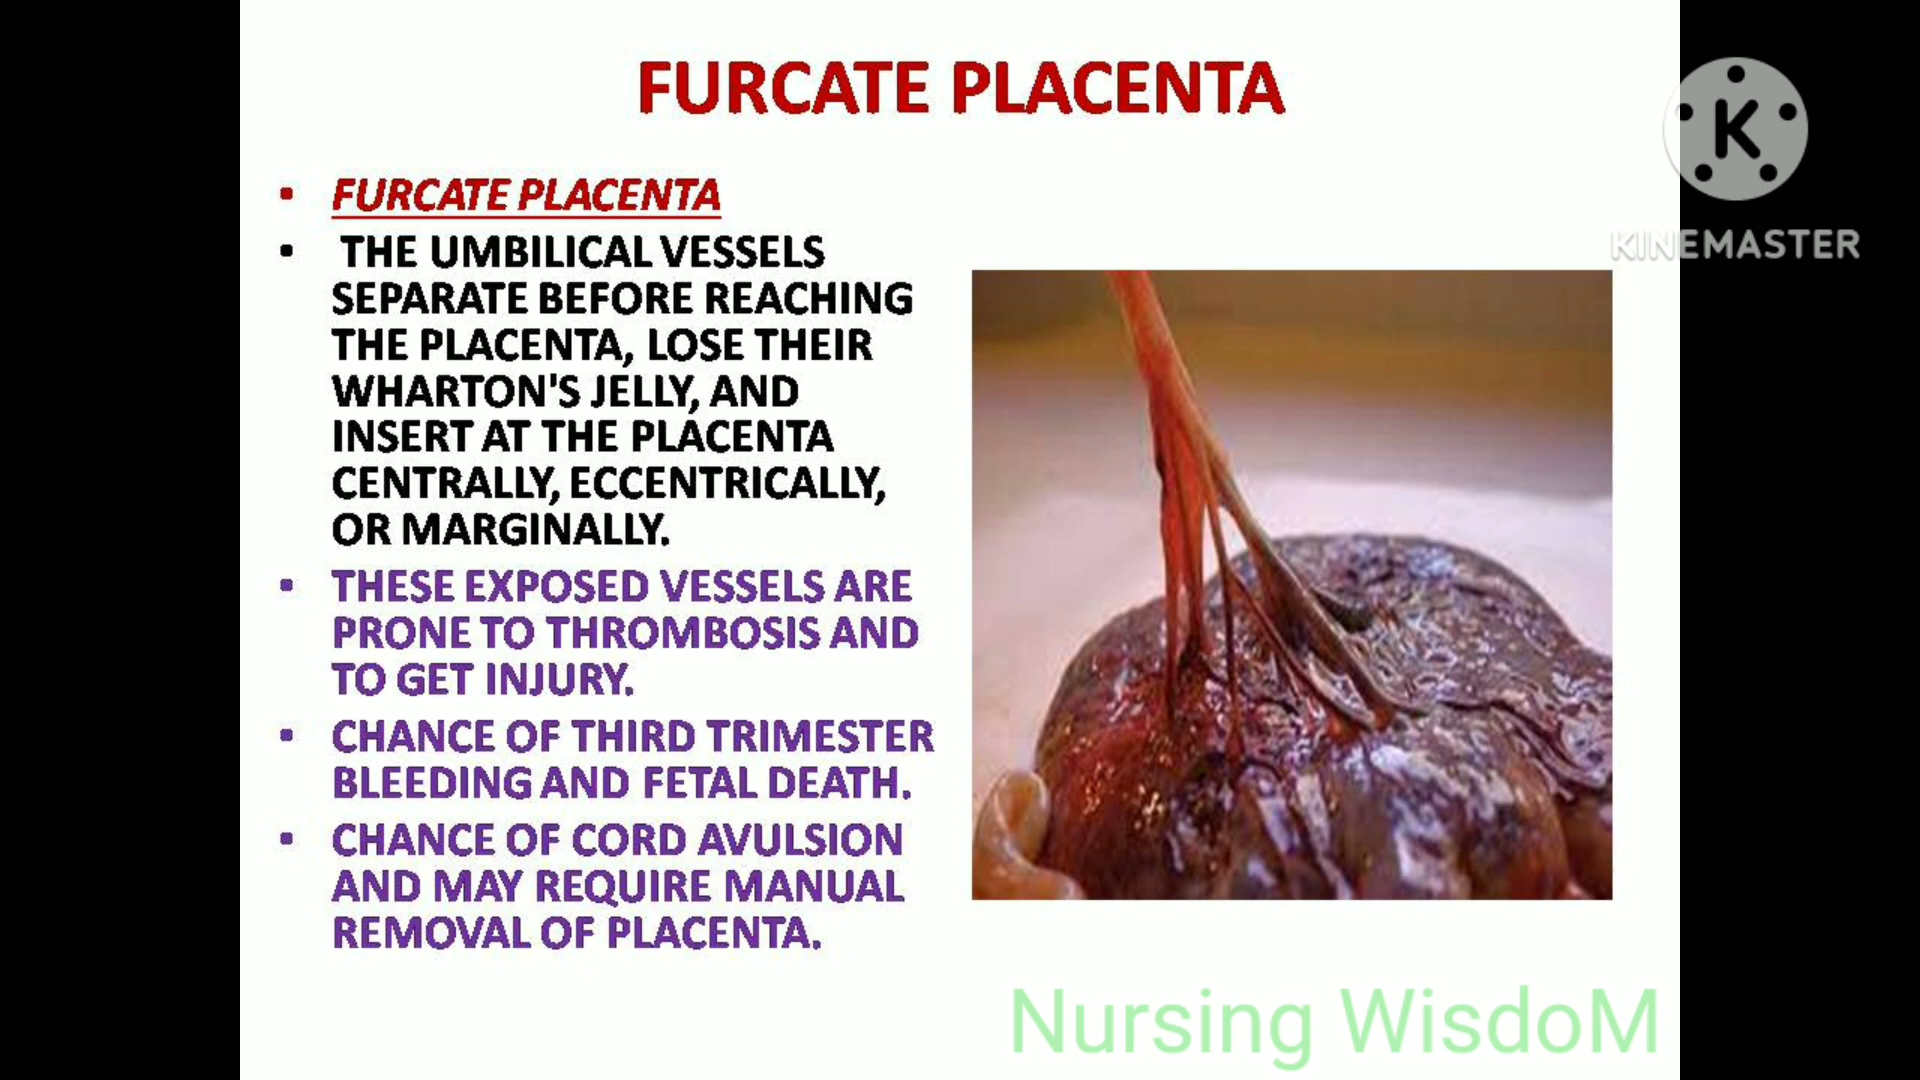 FURCATE PLACENTA
• FURCATE PLACENTA
• THE UMBILICAL VESSELS
SEPARATE BEFORE REACHING
THE PLACENTA, LOSE THEIR
WHARTON'S JELLY, AND
INSERT AT THE PLACENTA
CENTRALLY, ECCENTRICALLY,
OR MARGINALLY.
• THESE EXPOSED VESSELS ARE
PRONE TO THROMBOSIS AND
TO GET INJURY.
• CHANCE OF THIRD TRIMESTER
BLEEDING AND FETAL DEATH.
• CHANCE OF CORD AVULSION
AND MAY REQUIRE MANUAL
REMOVAL OF PLACENTA.
K
KINEMASTER
Nursing WisdoM